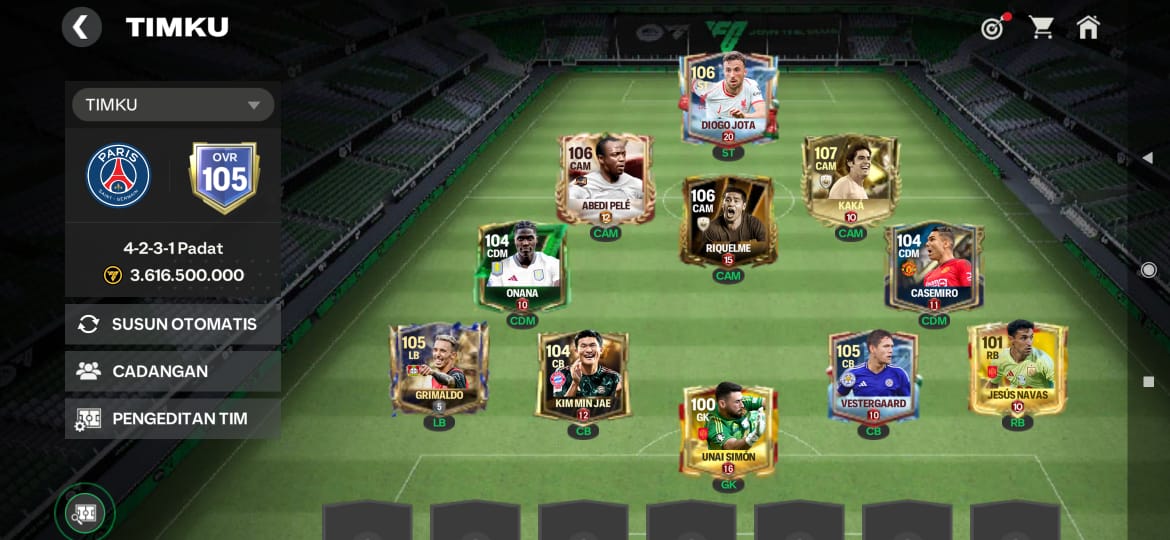 TIMKU
TIMKU
PARIS
SAINT-GERMAIN
OVR
105
4-2-3-1 Padat
3.616.500.000
SUSUN OTOMATIS
CADANGAN
PENGEDITAN TIM
106
ST
DIOGO JOTA
20
ST
106
CAM
ABEDI PELÉ
12
CAM
107
CAM
KAKÁ
10
CAM
106
CAM
RIQUELME
15
CAM
104
CDM
ONANA
10
CDM
104
CDM
CASEMIRO
11
CDM
105
LB
GRIMALDO
5
LB
104
CB
KIM MIN JAE
12
CB
105
CB
VESTERGAARD
10
CB
101
RB
JESÚS NAVAS
10
RB
100
GK
UNAI SIMÓN
16
GK